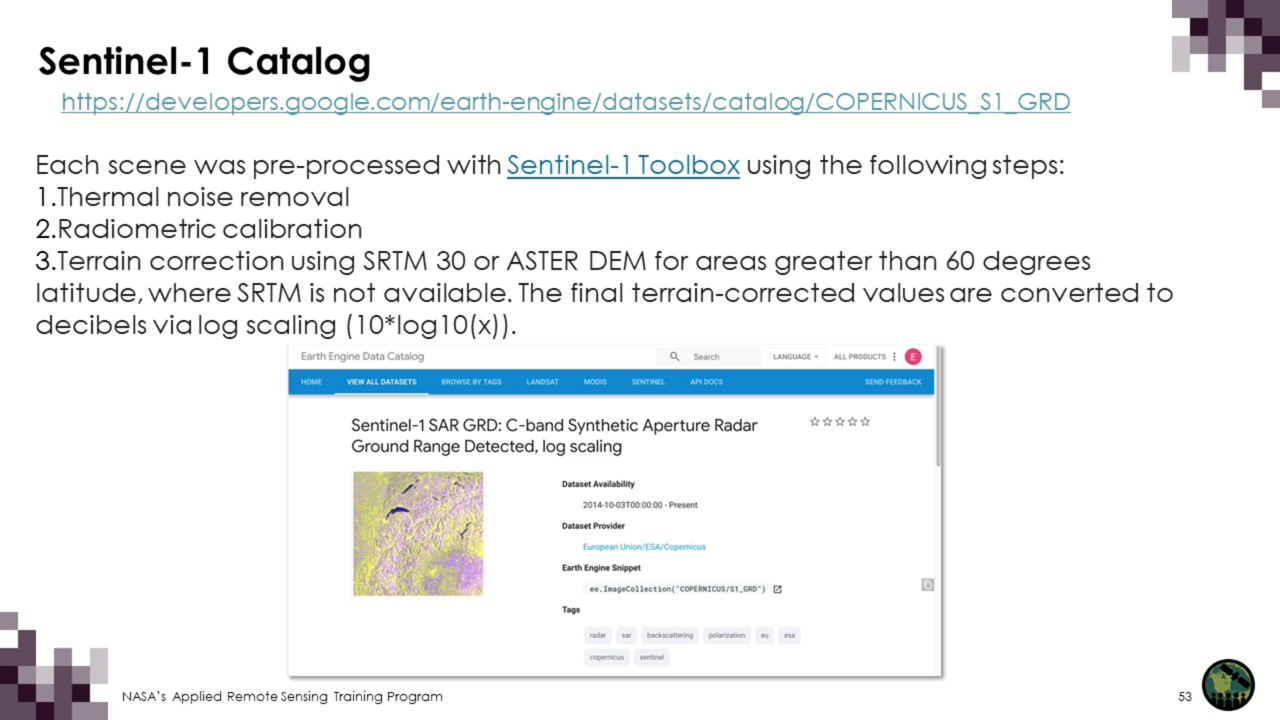 Sentinel-1 Catalog
https://developers.google.com/earth-engine/datasets/catalog/COPERNICUS_S1_GRD
Each scene was pre-processed with Sentinel-1 Toolbox using the following steps:
1.Thermal noise removal
2.Radiometric calibration
3.Terrain correction using SRTM 30 or ASTER DEM for areas greater than 60 degrees
latitude, where SRTM is not available. The final terrain-corrected values are converted to
decibels via log scaling (10*log10(x)).
Earth Engine Data Catalog
Search
LANGUAGE
ALL PRODUCTS
E
HOME
VIEW ALL DATASETS
BROWSE BY TAGS
LANDSAT
MODIS
SENTINEL
API DOCS
SEND FEEDBACK
Sentinel-1 SAR GRD: C-band Synthetic Aperture Radar
Ground Range Detected, log scaling
Dataset Availability
2014-10-03T00:00:00 - Present
Dataset Provider
European Union/ESA/Copernicus
Earth Engine Snippet
ee.ImageCollection("COPERNICUS/S1_GRD")
Tags
radar
sar
backscattering
polarization
eu
esa
copernicus
sentinel
NASA's Applied Remote Sensing Training Program
53